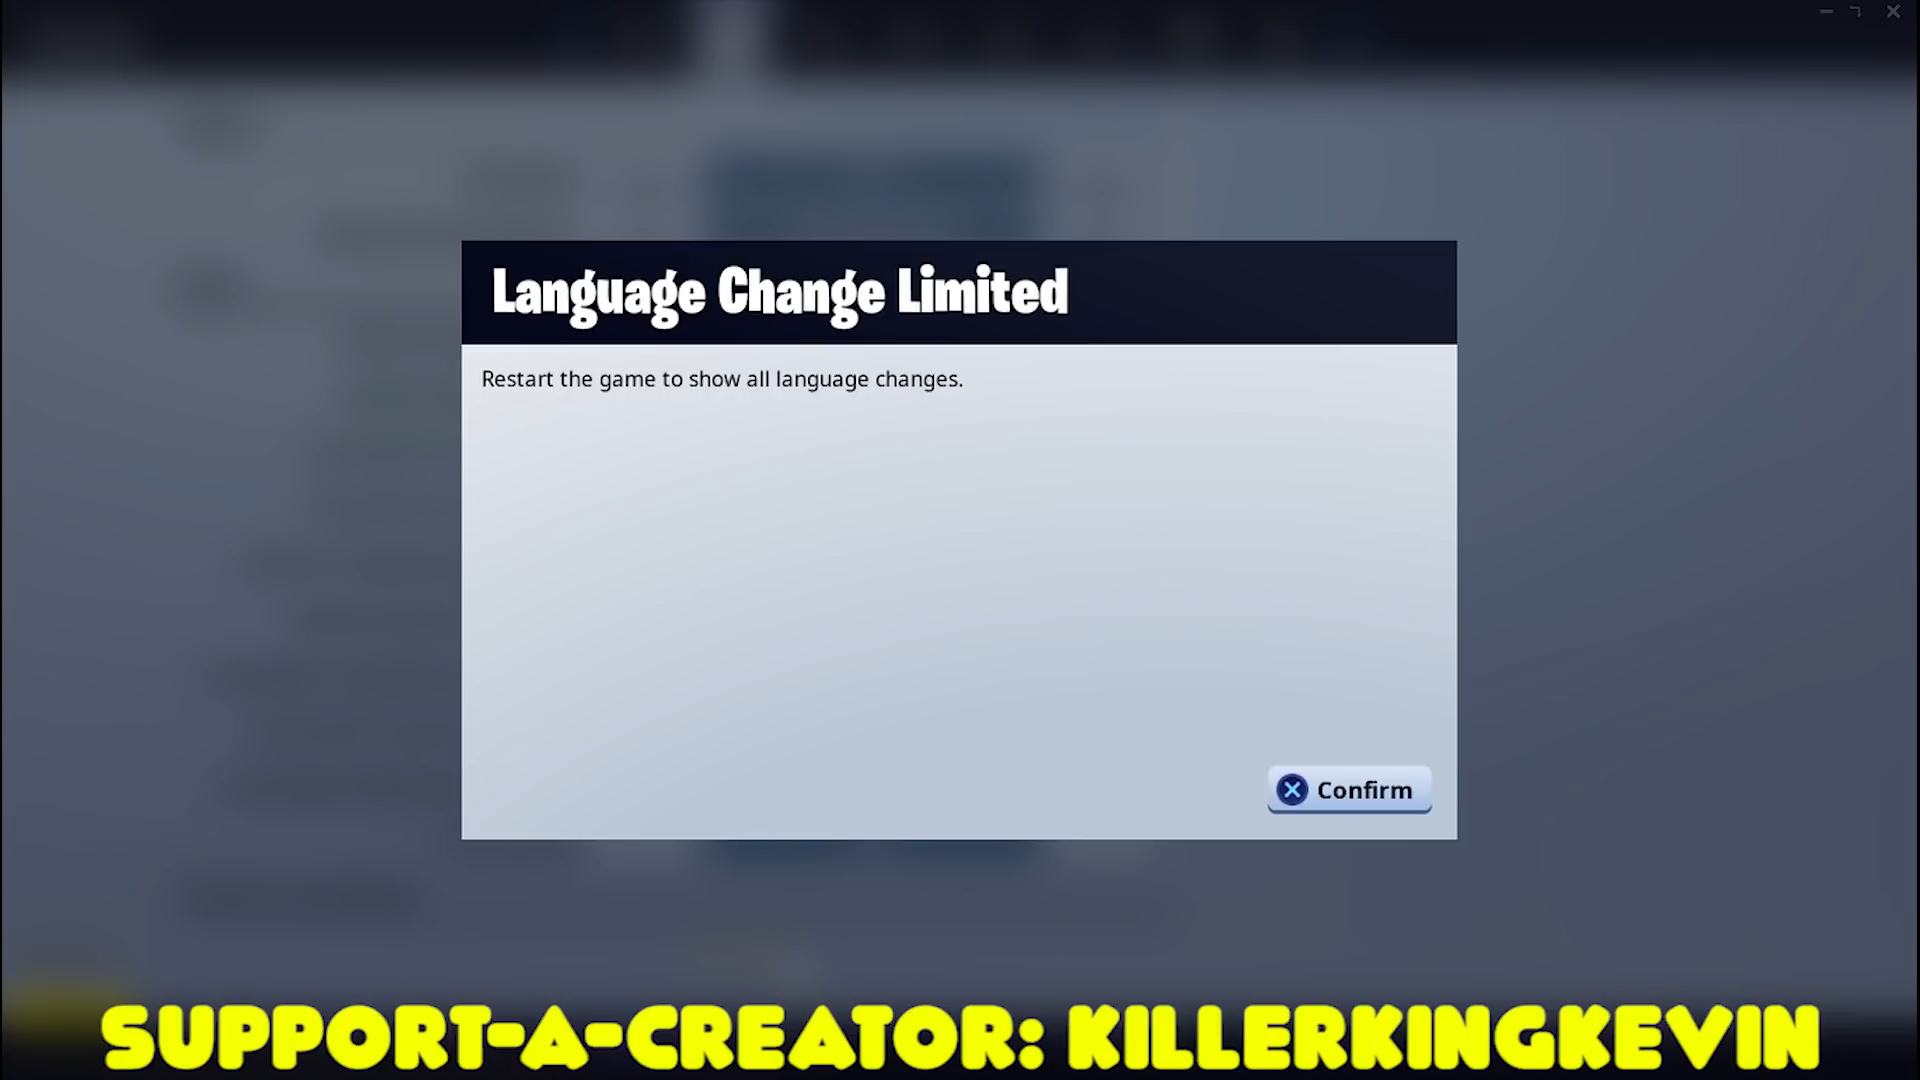 Language Change Limited
Restart the game to show all language changes.
Confirm
SUPPORT-A-CREATOR: KILLERKINGKEVIN